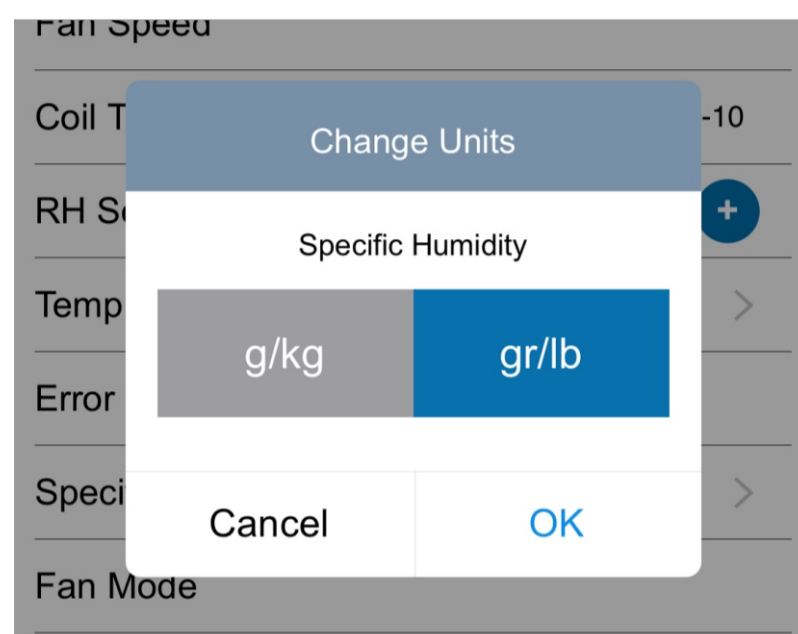 Fan Speed
Coil T
-10
Change Units
RH Se
+
Specific Humidity
Temp
g/kg
gr/lb
Error
Speci
Cancel
OK
Fan Mode